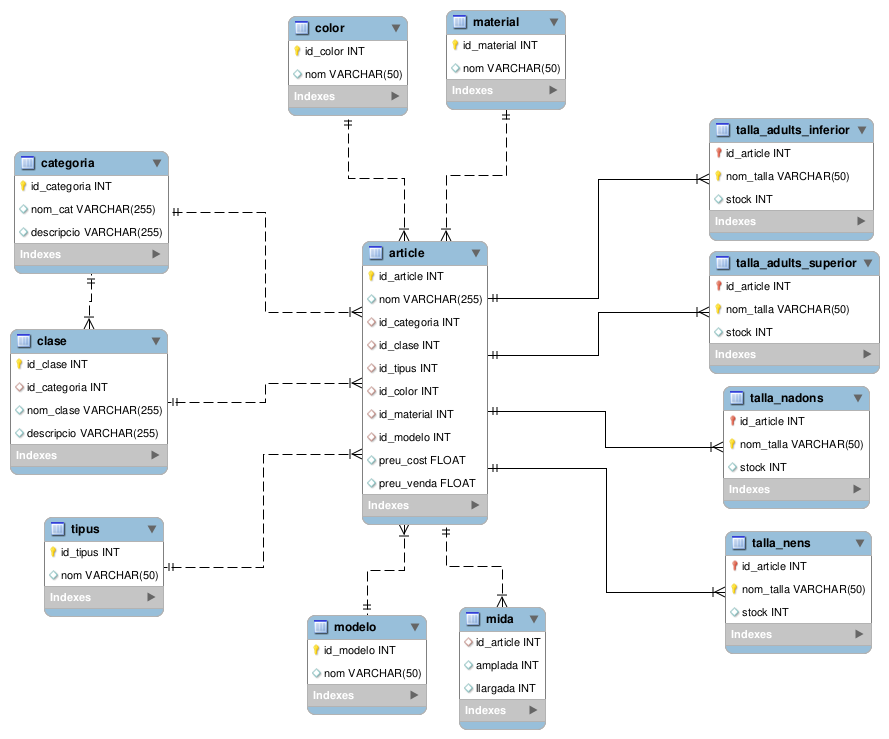 color
id_color INT
nom VARCHAR(50)
Indexes
material
id_material INT
nom VARCHAR(50)
Indexes
categoria
id_categoria INT
nom_cat VARCHAR(255)
descripcio VARCHAR(255)
Indexes
clase
id_clase INT
id_categoria INT
nom_clase VARCHAR(255)
descripcio VARCHAR(255)
Indexes
tipus
id_tipus INT
nom VARCHAR(50)
Indexes
article
id_article INT
nom VARCHAR(255)
id_categoria INT
id_clase INT
id_tipus INT
id_color INT
id_material INT
id_modelo INT
preu_cost FLOAT
preu_venda FLOAT
Indexes
modelo
id_modelo INT
nom VARCHAR(50)
Indexes
mida
id_article INT
amplada INT
llargada INT
Indexes
talla_adults_inferior
id_article INT
nom_talla VARCHAR(50)
stock INT
Indexes
talla_adults_superior
id_article INT
nom_talla VARCHAR(50)
stock INT
Indexes
talla_nadons
id_article INT
nom_talla VARCHAR(50)
stock INT
Indexes
talla_nens
id_article INT
nom_talla VARCHAR(50)
stock INT
Indexes